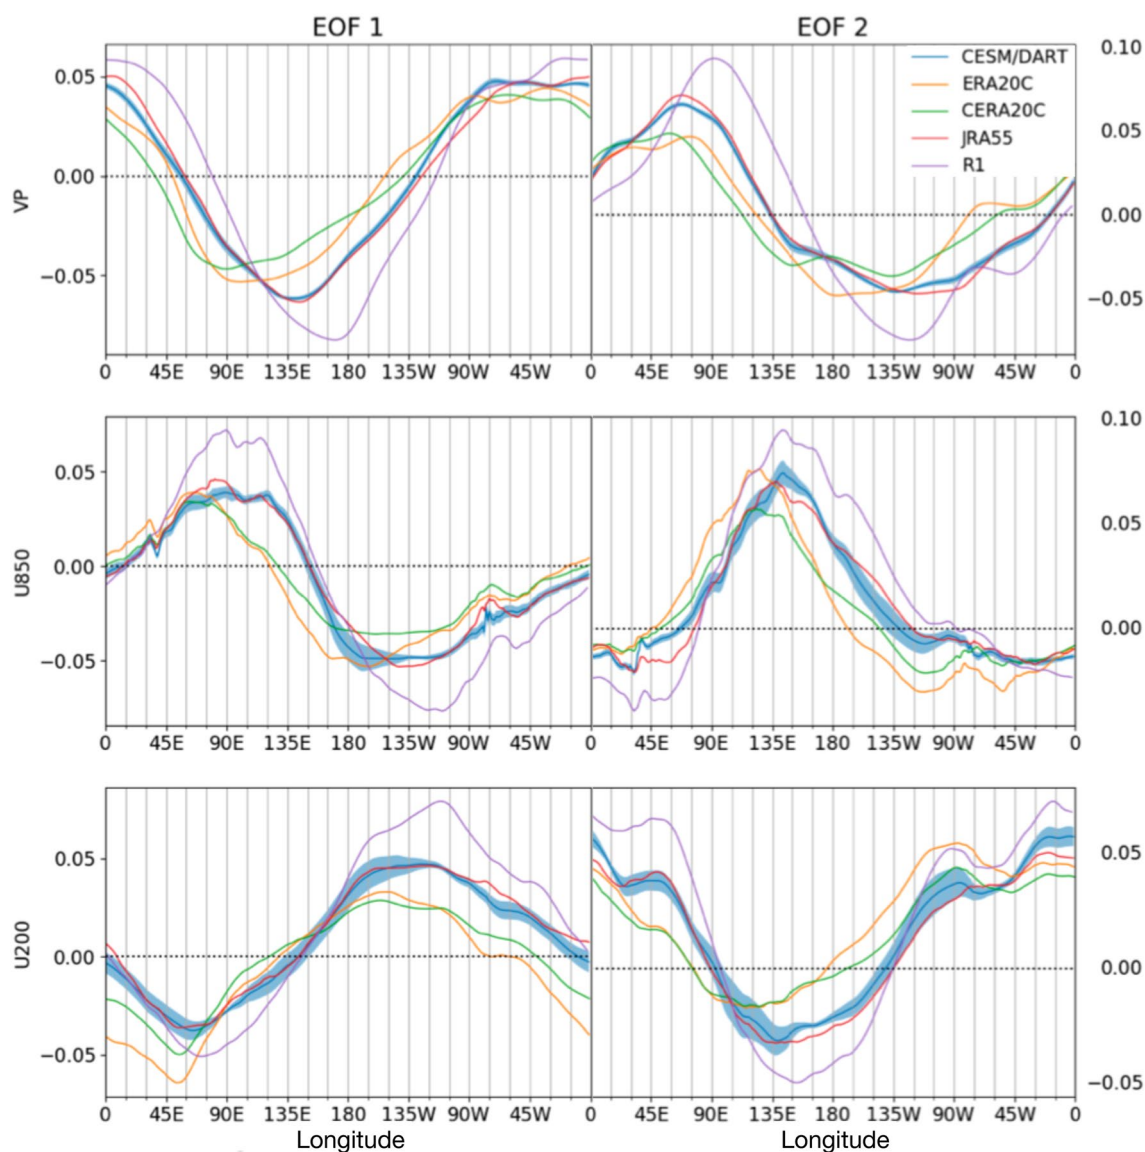 EOF 1 EOF 2
0.05 0.10
CESM/DART
ERA20C
0.05
CERA20C
JRA55
0.00 R1
VP
0.00
−0.05
−0.05
0 45E 90E 135E 180 135W 90W 45W 0 45E 90E 135E 180 135W 90W 45W 0
0.10
0.05
0.05
0.00
U850
0.00
−0.05
0 45E 90E 135E 180 135W 90W 45W 0 45E 90E 135E 180 135W 90W 45W 0
0.05 0.05
U200
0.00 0.00
−0.05 −0.05
0 45E 90E 135E 180 135W 90W 45W 0 45E 90E 135E 180 135W 90W 45W 0
Longitude Longitude